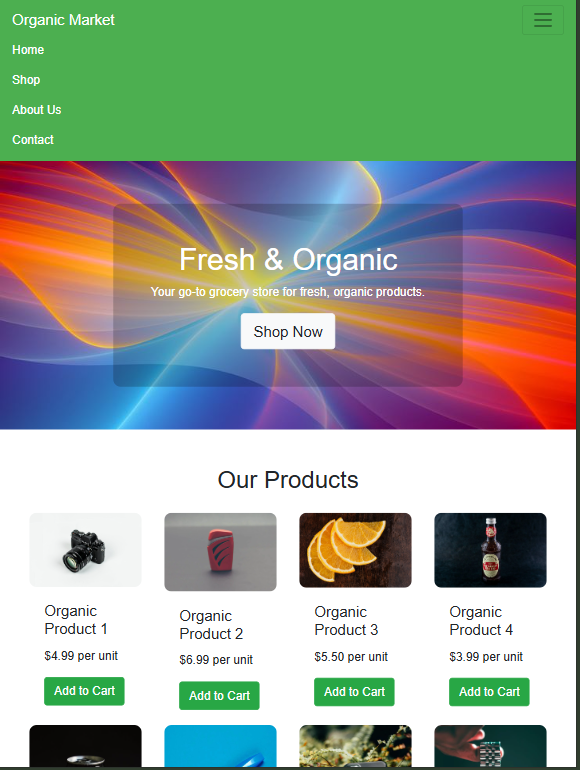 Organic Market
Home
Shop
About Us
Contact
Fresh & Organic
Your go-to grocery store for fresh, organic products.
Shop Now
Our Products
Organic
Product 1
$4.99 per unit
Add to Cart
Organic
Product 2
$6.99 per unit
Add to Cart
Organic
Product 3
$5.50 per unit
Add to Cart
Organic
Product 4
$3.99 per unit
Add to Cart